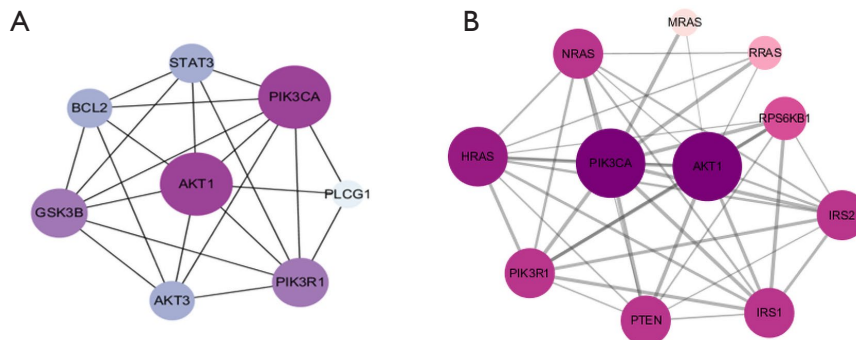 A
STAT3
BCL2
PIK3CA
AKT1
PLCG1
GSK3B
PIK3R1
AKT3
B
MRAS
NRAS
RRAS
RPS6KB1
HRAS
PIK3CA
AKT1
IRS2
PIK3R1
IRS1
PTEN